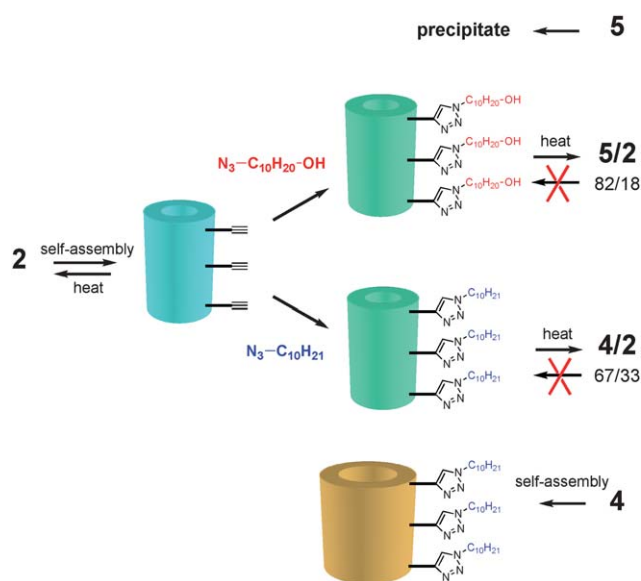 precipitate 5
N–C₁₀H₂₀-OH
N=N
N–C₁₀H₂₀-OH
N=N
N–C₁₀H₂₀-OH
N=N
heat
5/2
82/18
N₃–C₁₀H₂₀-OH
2
self-assembly
heat
N₃–C₁₀H₂₁
N–C₁₀H₂₁
N=N
N–C₁₀H₂₁
N=N
N–C₁₀H₂₁
N=N
heat
4/2
67/33
N–C₁₀H₂₁
N=N
N–C₁₀H₂₁
N=N
N–C₁₀H₂₁
N=N
self-assembly
4